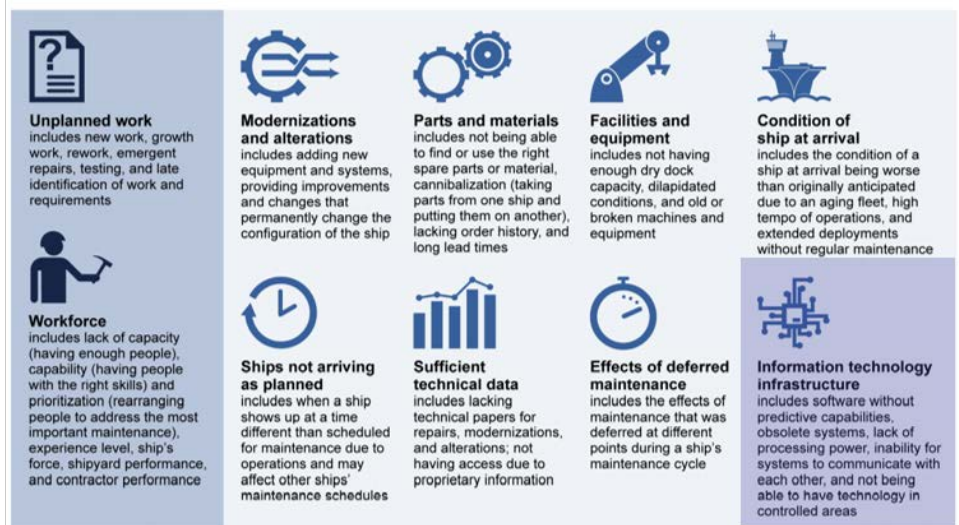 Unplanned work
includes new work, growth
work, rework, emergent
repairs, testing, and late
identification of work and
requirements
Modernizations
and alterations
includes adding new
equipment and systems,
providing improvements
and changes that
permanently change the
configuration of the ship
Parts and materials
includes not being able
to find or use the right
spare parts or material,
cannibalization (taking
parts from one ship and
putting them on another),
lacking order history, and
long lead times
Facilities and
equipment
includes not having
enough dry dock
capacity, dilapidated
conditions, and old or
broken machines and
equipment
Condition of
ship at arrival
includes the condition of a
ship at arrival being worse
than originally anticipated
due to an aging fleet, high
tempo of operations, and
extended deployments
without regular maintenance
Workforce
includes lack of capacity
(having enough people),
capability (having people
with the right skills) and
prioritization (rearranging
people to address the most
important maintenance),
experience level, ship's
force, shipyard performance,
and contractor performance
Ships not arriving
as planned
includes when a ship
shows up at a time
different than scheduled
for maintenance due to
operations and may
affect other ships'
maintenance schedules
Sufficient
technical data
includes lacking
technical papers for
repairs, modernizations,
and alterations; not
having access due to
proprietary information
Effects of deferred
maintenance
includes the effects of
maintenance that was
deferred at different
points during a ship's
maintenance cycle
Information technology
infrastructure
includes software without
predictive capabilities,
obsolete systems, lack of
processing power, inability for
systems to communicate with
each other, and not being
able to have technology in
controlled areas